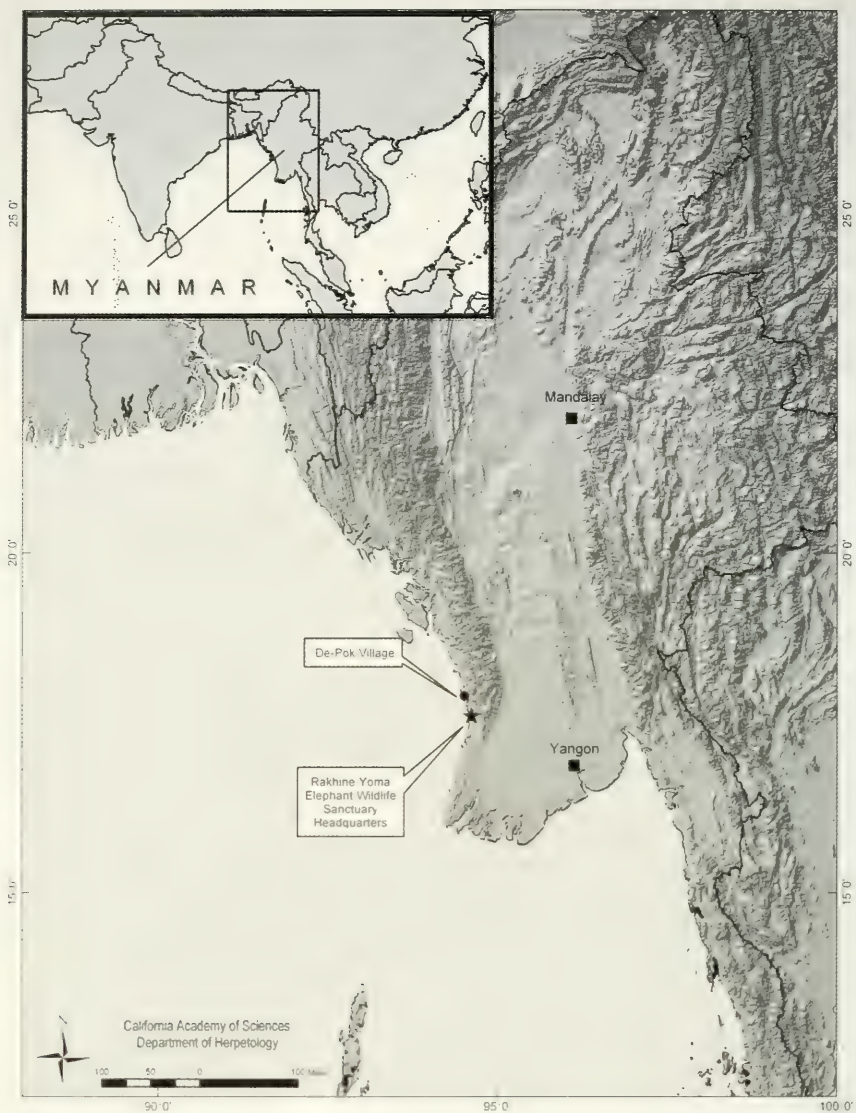 MYANMAR
25°0'
25°0'
Mandalay
20°0'
20°0'
De-Pok Village
Yangon
Rakhine Yoma
Elephant Wildlife
Sanctuary
Headquarters
15°0'
15°0'
California Academy of Sciences
Department of Herpetology
100 50 0 100 Miles
90°0'
95°0'
100°0'